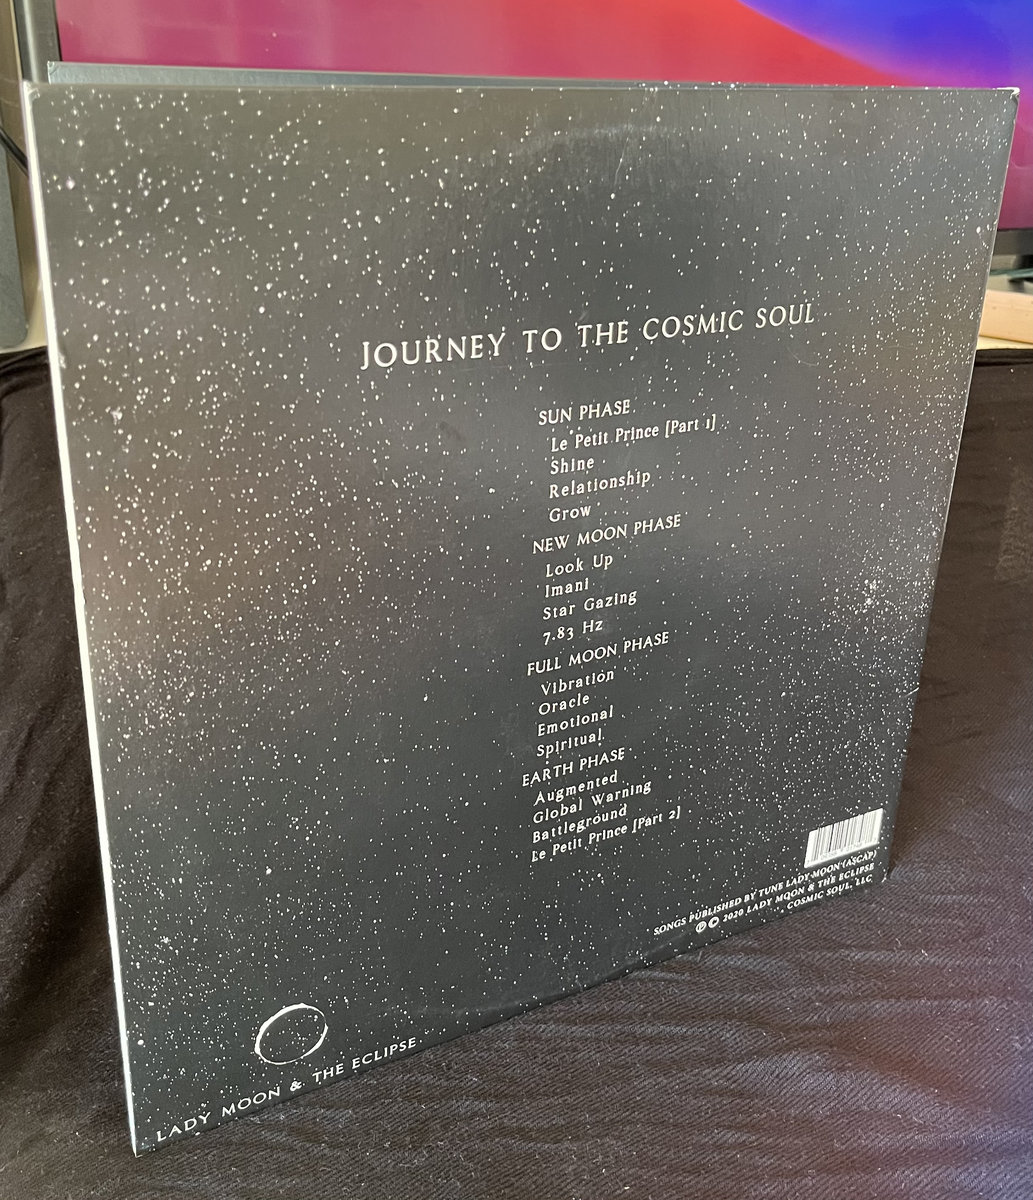 JOURNEY TO THE COSMIC SOUL
SUN PHASE
Le Petit Prince [Part 1]
Shine
Relationship
Grow
NEW MOON PHASE
Look Up
Imani
Star Gazing
7.83 Hz
FULL MOON PHASE
Vibration
Oracle
Emotional
Spiritual
EARTH PHASE
Augmented
Global Warning
Battleground
Le Petit Prince [Part 2]
SONGS PUBLISHED BY TUNE LADY MOON (ASCAP)
℗ © 2020 LADY MOON & THE ECLIPSE
COSMIC SOUL, LLC
LADY MOON & THE ECLIPSE